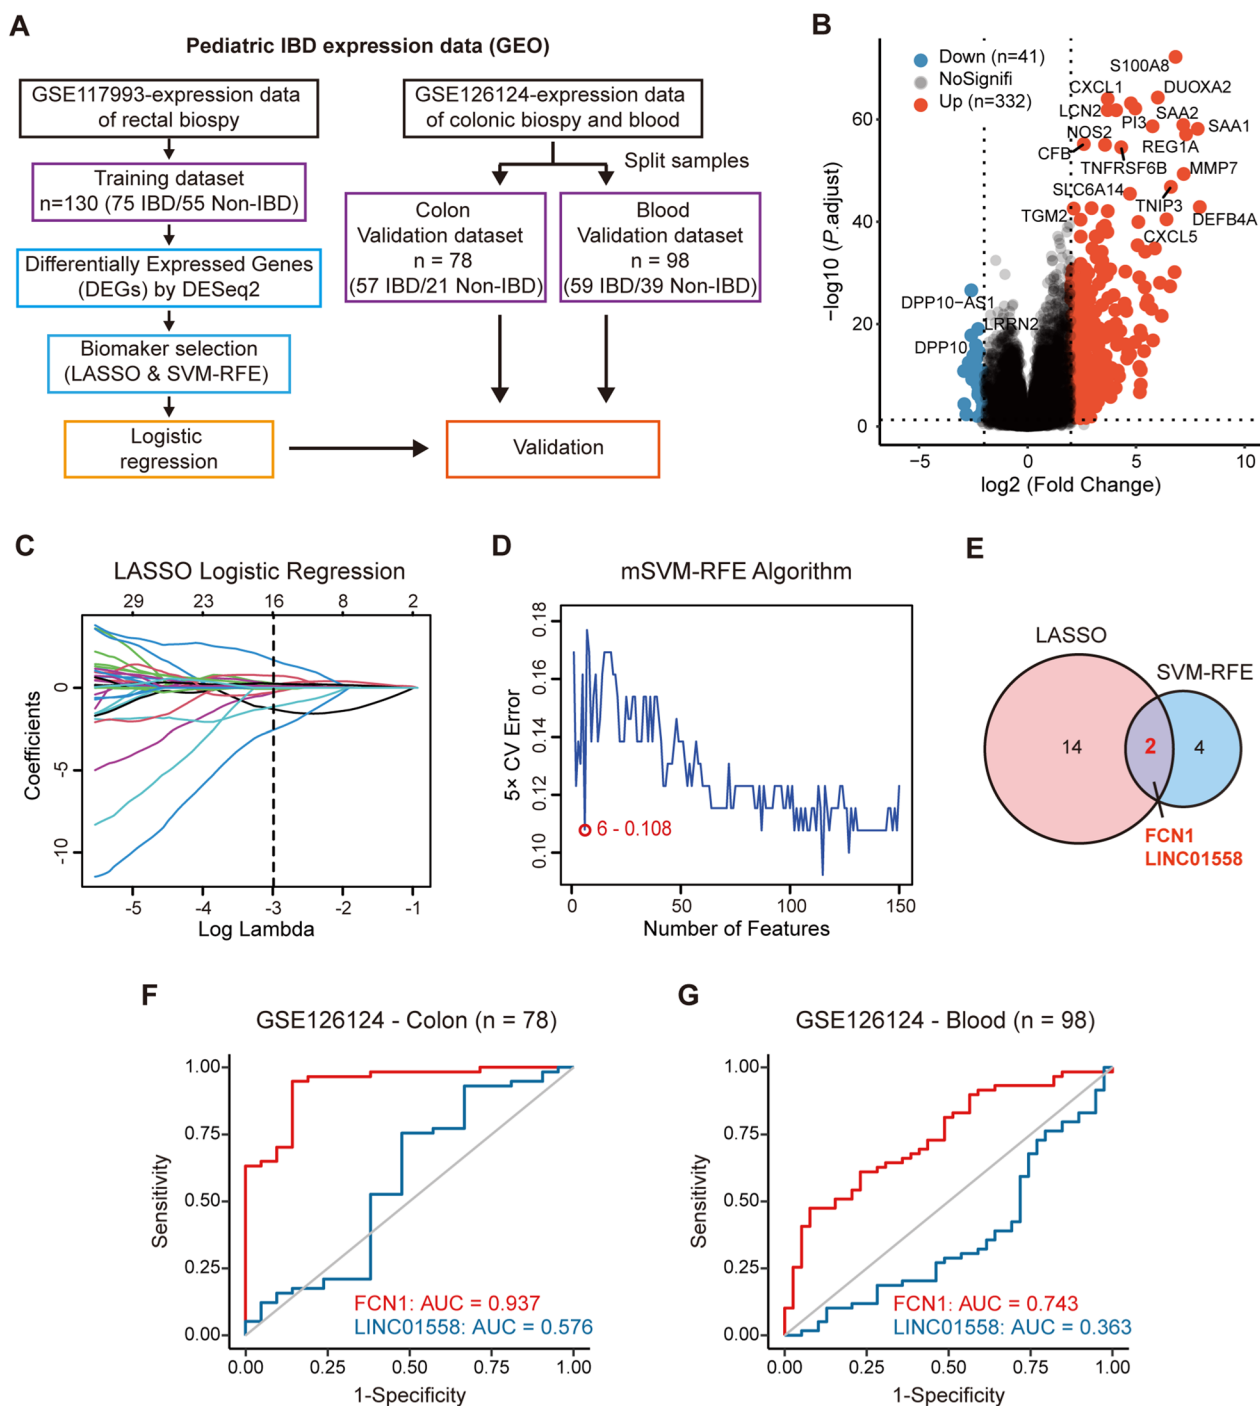 A
Pediatric IBD expression data (GEO)
GSE117993-expression data
of rectal biospy
GSE126124-expression data
of colonic biospy and blood
Split samples
Training dataset
n=130 (75 IBD/55 Non-IBD)
Colon
Validation dataset
n = 78
(57 IBD/21 Non-IBD)
Blood
Validation dataset
n = 98
(59 IBD/39 Non-IBD)
Differentially Expressed Genes
(DEGs) by DESeq2
Biomaker selection
(LASSO & SVM-RFE)
Logistic
regression
Validation
B
Down (n=41)
NoSignifi
Up (n=332)
S100A8
CXCL1
DUOXA2
LCN2
PI3
SAA2
SAA1
NOS2
REG1A
CFB
TNFRSF6B
MMP7
SLC6A14
TNIP3
TGM2
DEFB4A
CXCL5
DPP10-AS1
LRRN2
DPP10
60
40
20
0
−5
0
5
10
−log10 (P.adjust)
log2 (Fold Change)
C
LASSO Logistic Regression
29
23
16
8
2
0
-5
-10
Coefficients
-5
-4
-3
-2
-1
Log Lambda
D
mSVM-RFE Algorithm
0.18
0.16
0.14
0.12
0.10
5× CV Error
6 - 0.108
0
50
100
150
Number of Features
E
LASSO
SVM-RFE
14
2
4
FCN1
LINC01558
F
GSE126124 - Colon (n = 78)
1.00
0.75
0.50
0.25
0.00
Sensitivity
FCN1: AUC = 0.937
LINC01558: AUC = 0.576
0.00
0.25
0.50
0.75
1.00
1-Specificity
G
GSE126124 - Blood (n = 98)
1.00
0.75
0.50
0.25
0.00
Sensitivity
FCN1: AUC = 0.743
LINC01558: AUC = 0.363
0.00
0.25
0.50
0.75
1.00
1-Specificity